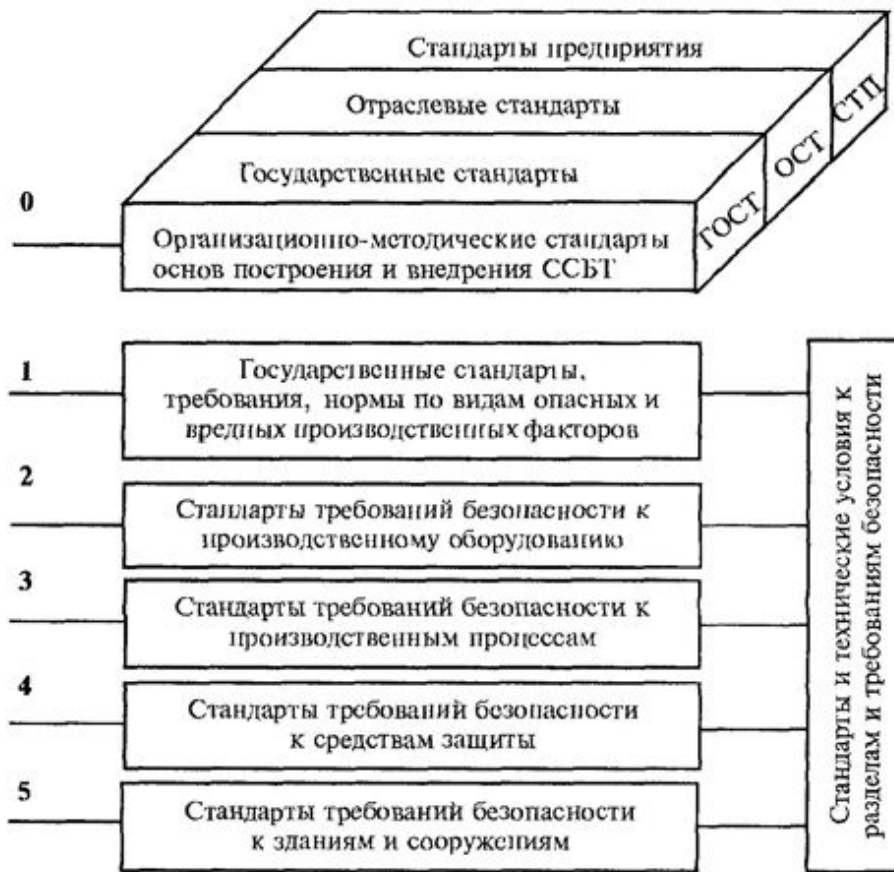 Стандарты предприятия
Отраслевые стандарты
Государственные стандарты
ГОСТ
ОСТ
СТП
0
Организационно-методические стандарты
основ построения и внедрения ССБТ
1
Государственные стандарты,
требования, нормы по видам опасных и
вредных производственных факторов
2
Стандарты требований безопасности к
производственному оборудованию
3
Стандарты требований безопасности к
производственным процессам
4
Стандарты требований безопасности
к средствам защиты
5
Стандарты требований безопасности
к зданиям и сооружениям
Стандарты и технические условия к
разделам и требованиям безопасности